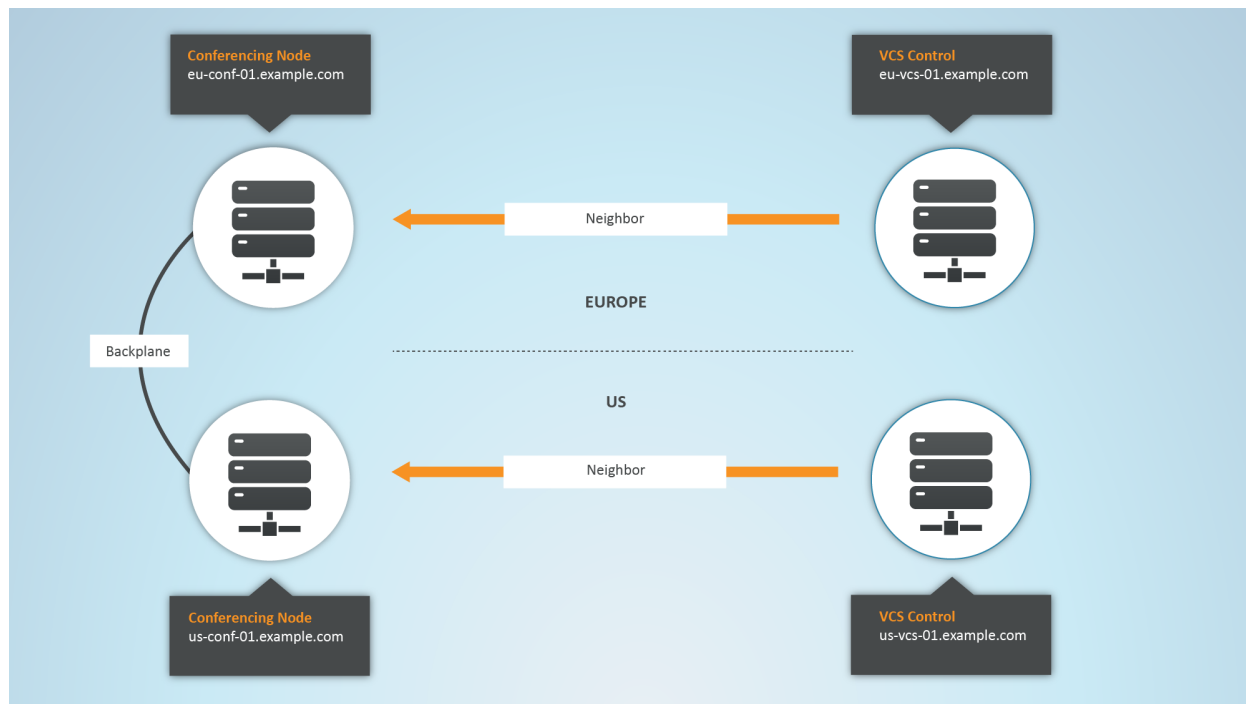 Conferencing Node
eu-conf-01.example.com
VCS Control
eu-vcs-01.example.com
Neighbor
EUROPE
Backplane
US
Neighbor
Conferencing Node
us-conf-01.example.com
VCS Control
us-vcs-01.example.com